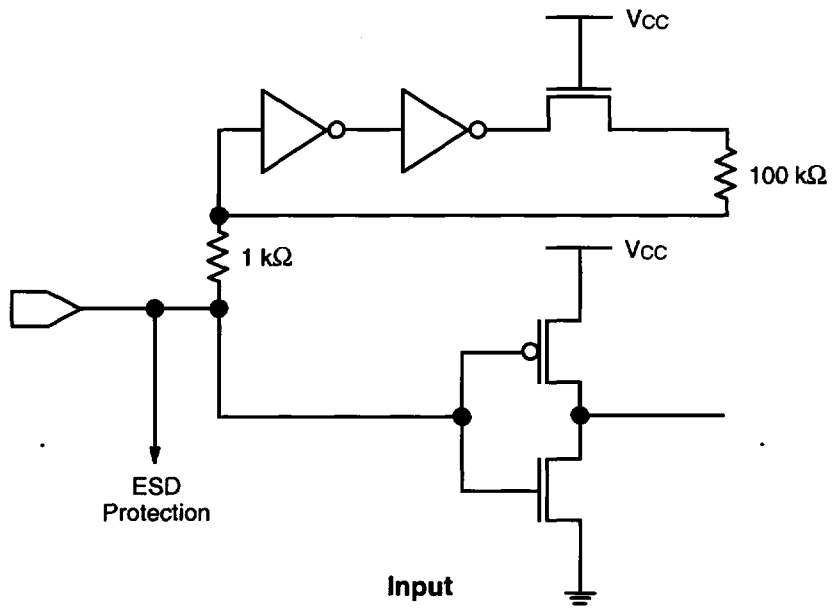 VCC
100 kΩ
1 kΩ
VCC
ESD
Protection
Input